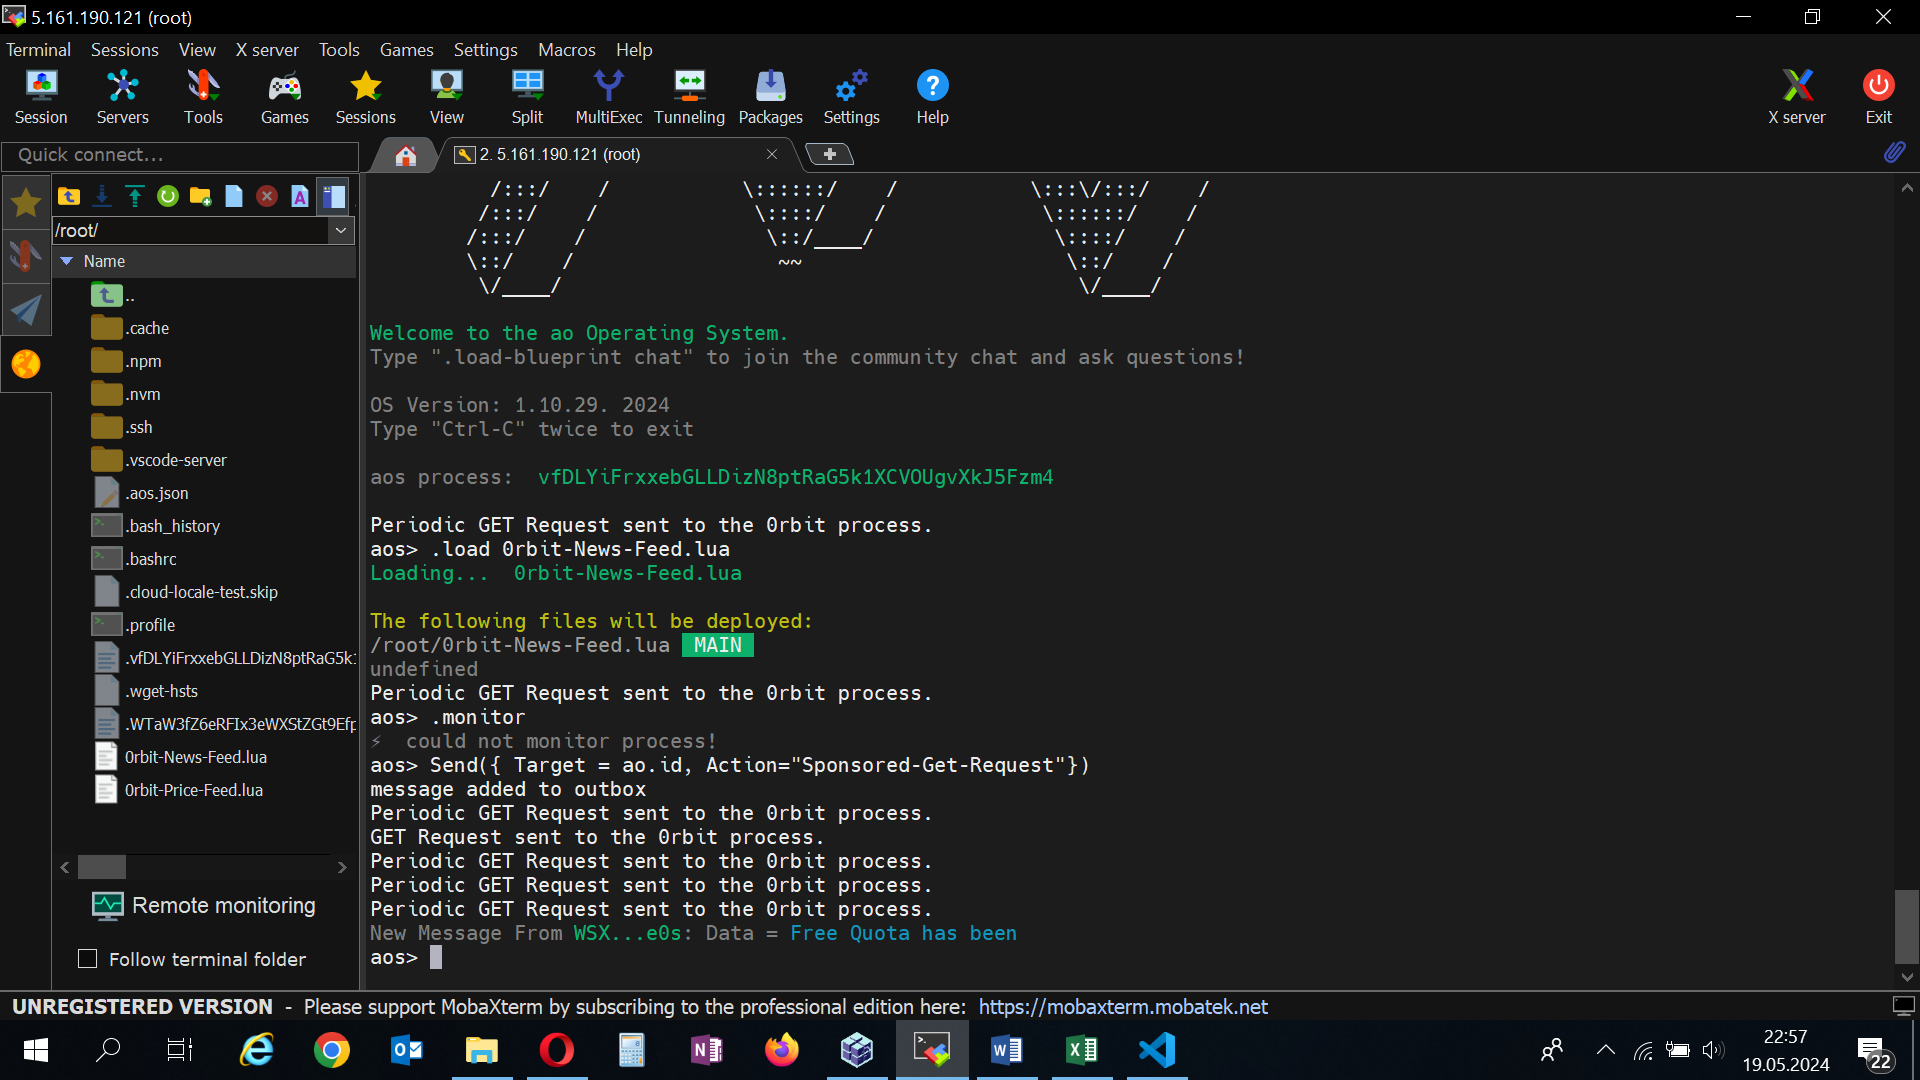 5.161.190.121 (root)
Terminal Sessions View X server Tools Games Settings Macros Help
Session Servers Tools Games Sessions View Split MultiExec Tunneling Packages Settings Help X server Exit
Quick connect...
2. 5.161.190.121 (root)
/root/
Name
..
.cache
.npm
.nvm
.ssh
.vscode-server
.aos.json
.bash_history
.bashrc
.cloud-locale-test.skip
.profile
.vfDLYiFrxxebGLLDizN8ptRaG5k1
.wget-hsts
.WTaW3fZ6eRFIx3eWXStZGt9Efp
0rbit-News-Feed.lua
0rbit-Price-Feed.lua
Remote monitoring
Follow terminal folder
/:::/    /           \::::::/    /           \:::\/:::/    /
/:::/    /             \::::/    /             \::::::/    /
/:::/    /               \::/____/               \::::/    /
\::/    /                 ~~                      \::/    /
\/____/                                           \/____/
Welcome to the ao Operating System.
Type ".load-blueprint chat" to join the community chat and ask questions!
OS Version: 1.10.29. 2024
Type "Ctrl-C" twice to exit
aos process:  vfDLYiFrxxebGLLDizN8ptRaG5k1XCVOUgvXkJ5Fzm4
Periodic GET Request sent to the 0rbit process.
aos> .load 0rbit-News-Feed.lua
Loading...  0rbit-News-Feed.lua
The following files will be deployed:
/root/0rbit-News-Feed.lua MAIN
undefined
Periodic GET Request sent to the 0rbit process.
aos> .monitor
⚡  could not monitor process!
aos> Send({ Target = ao.id, Action="Sponsored-Get-Request"})
message added to outbox
Periodic GET Request sent to the 0rbit process.
GET Request sent to the 0rbit process.
Periodic GET Request sent to the 0rbit process.
Periodic GET Request sent to the 0rbit process.
Periodic GET Request sent to the 0rbit process.
New Message From WSX...e0s: Data = Free Quota has been
aos>
UNREGISTERED VERSION - Please support MobaXterm by subscribing to the professional edition here: https://mobaxterm.mobatek.net
22:57
19.05.2024
22